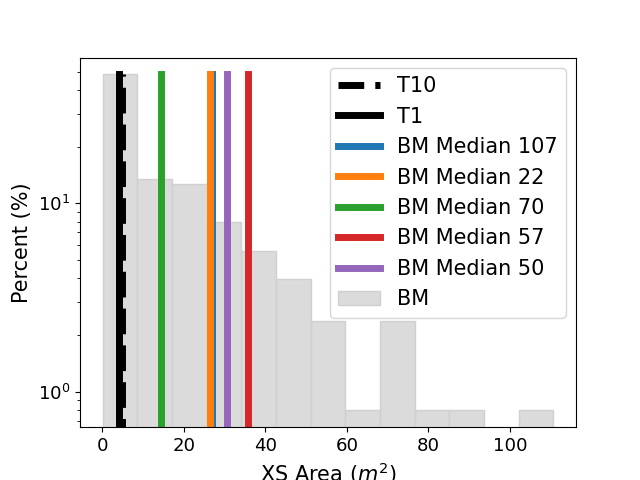 T10
T1
BM Median 107
BM Median 22
BM Median 70
BM Median 57
BM Median 50
BM
Percent (%)
10¹
10⁰
0 20 40 60 80 100
XS Area (m²)